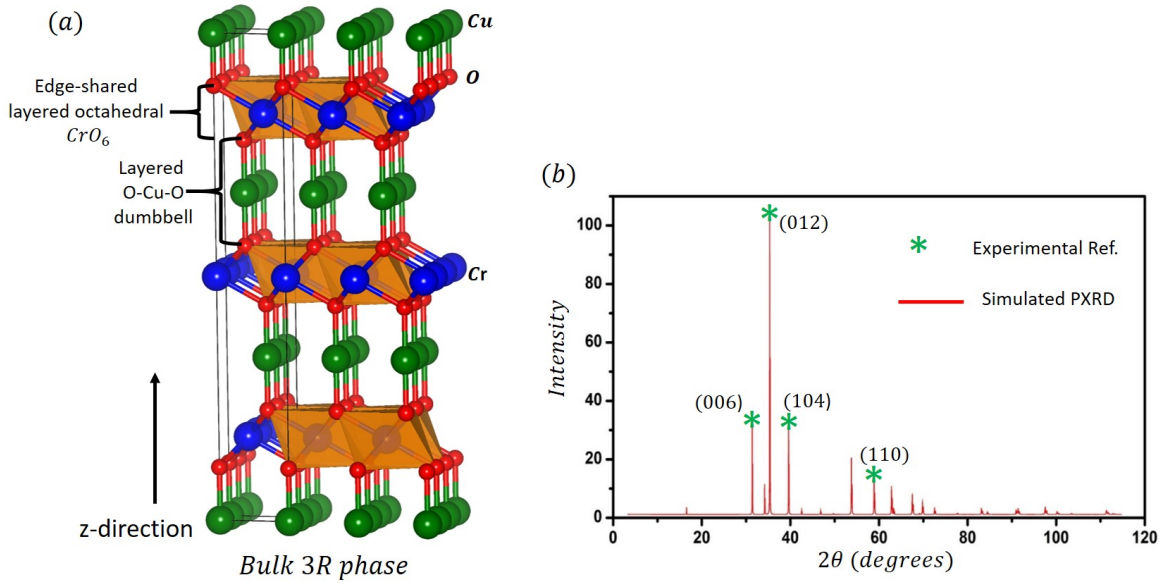 (a)
Cu
O
Edge-shared
layered octahedral
CrO₆
Layered
O-Cu-O
dumbbell
Cr
z-direction
Bulk 3R phase
(b)
100
80
60
40
20
0
Intensity
(006)
(012)
(104)
(110)
Experimental Ref.
Simulated PXRD
0 20 40 60 80 100 120
2θ (degrees)